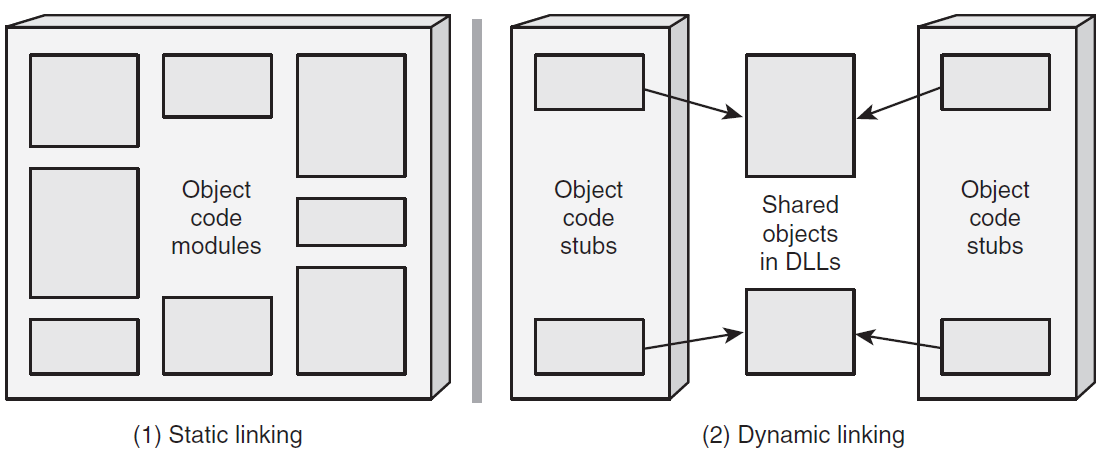 Object
code
modules
(1) Static linking
Object
code
stubs
Shared
objects
in DLLs
Object
code
stubs
(2) Dynamic linking